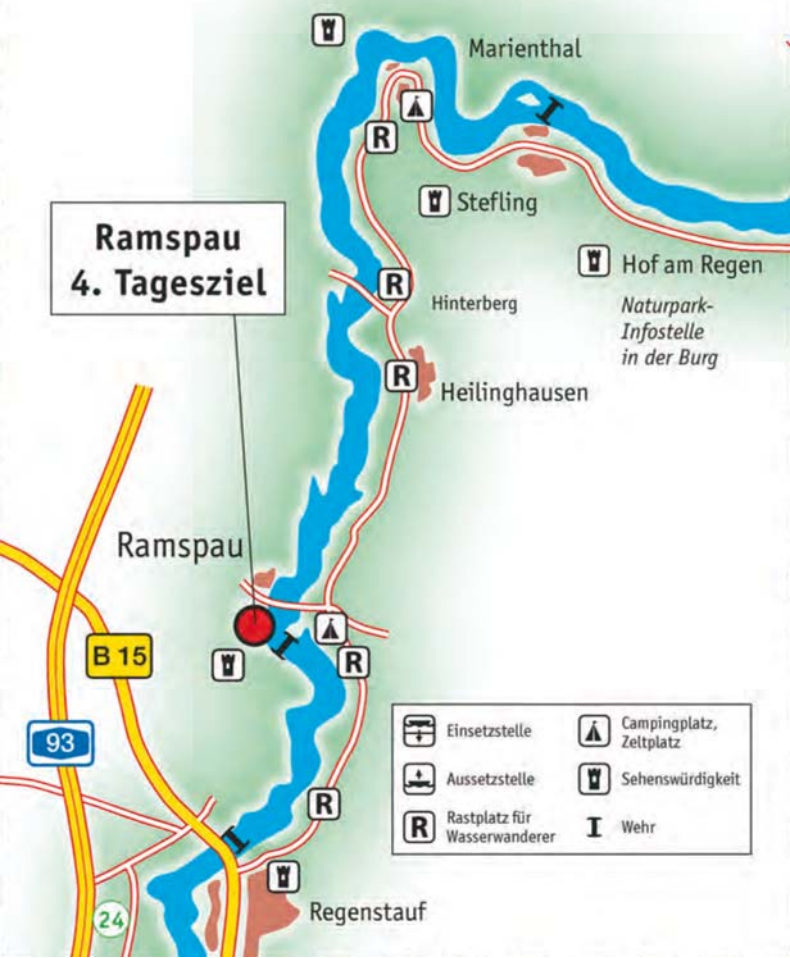 Marienthal
R
Stefling
Ramspau
4. Tagesziel
Hof am Regen
Naturpark-
Infostelle
in der Burg
R
Hinterberg
R
Heilinghausen
Ramspau
B 15
R
93
Einsetzstelle
Campingplatz,
Zeltplatz
Aussetzstelle
Sehenswürdigkeit
R
Rastplatz für
Wasserwanderer
Wehr
R
24
Regenstauf